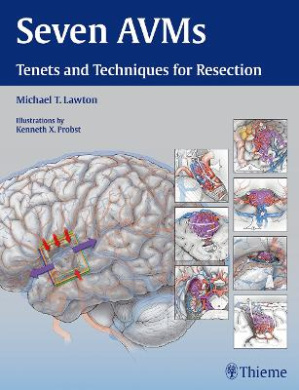 Seven AVMs
Tenets and Techniques for Resection
Michael T. Lawton
Illustrations by
Kenneth X. Probst
Thieme